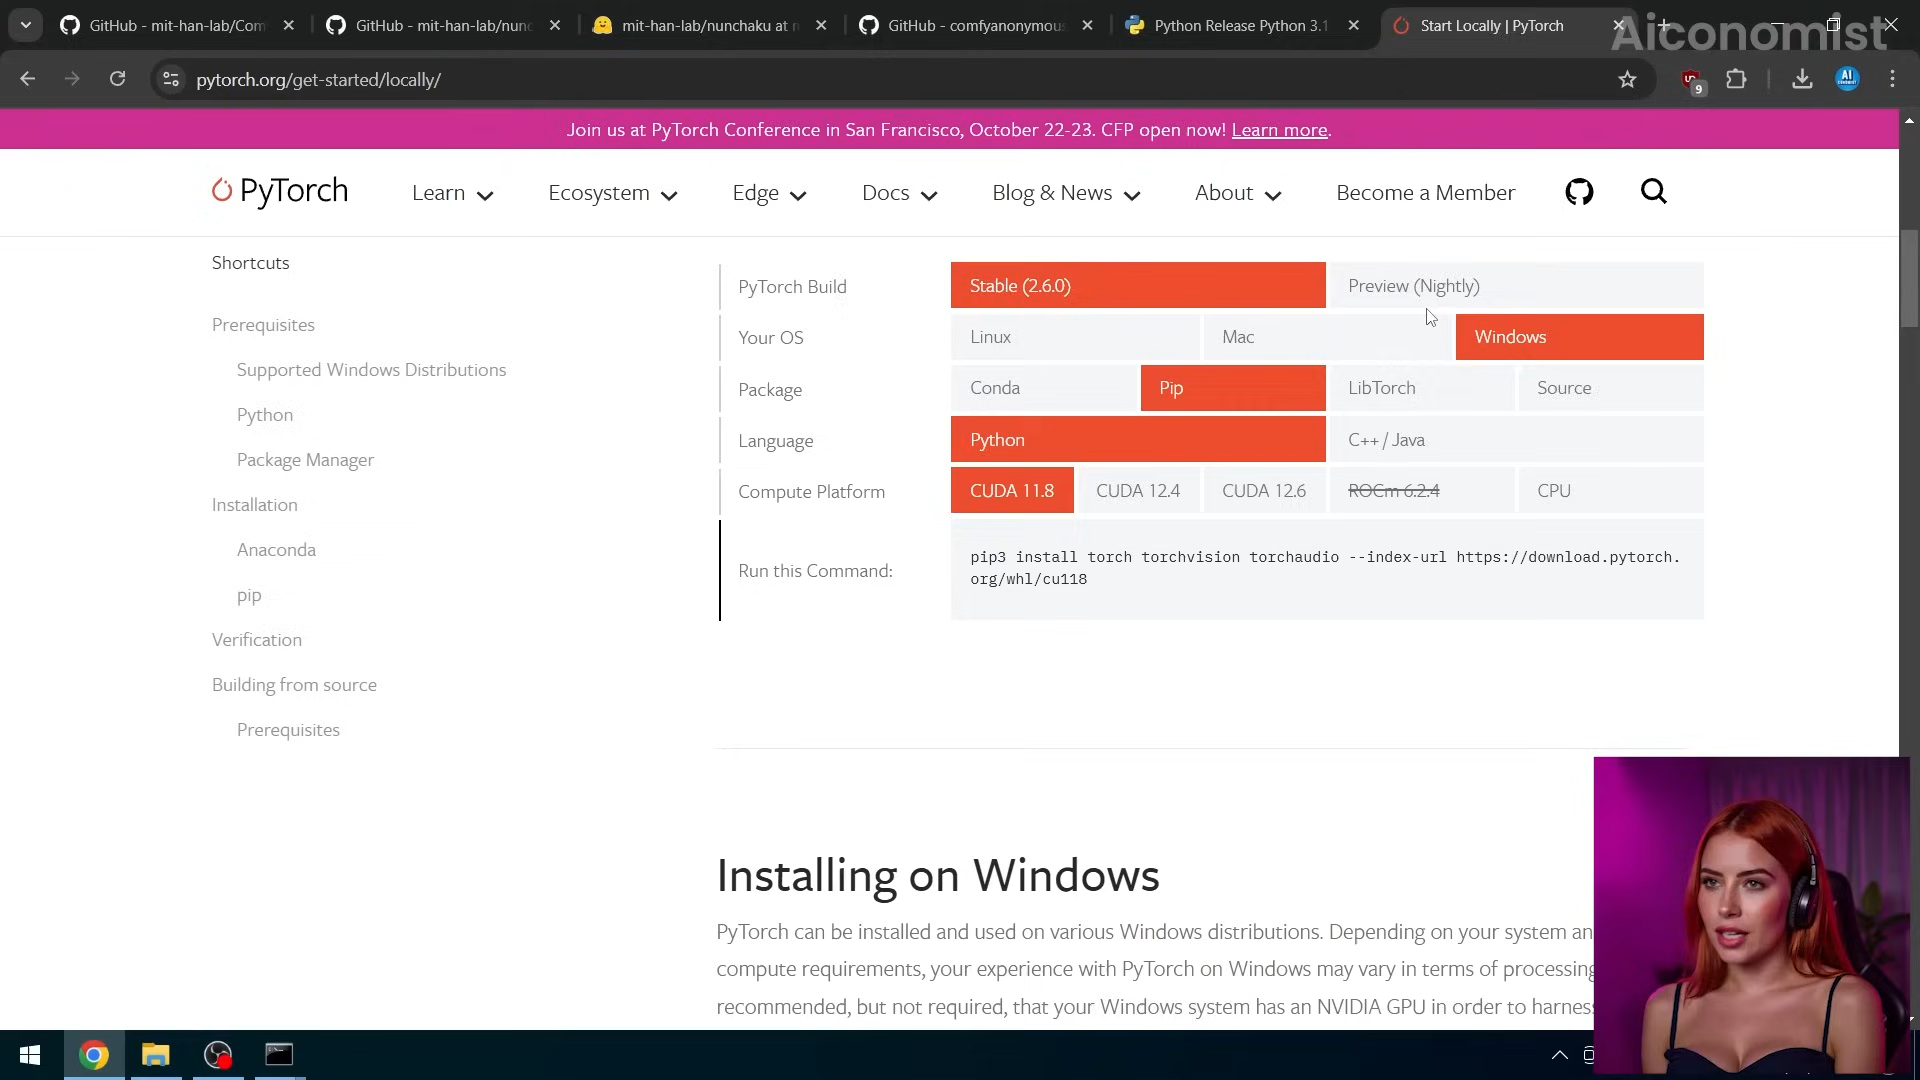 GitHub - mit-han-lab/Com
GitHub - mit-han-lab/nunc
mit-han-lab/nunchaku at n
GitHub - comfyanonymous
Python Release Python 3.1
Start Locally | PyTorch
Aiconomist
pytorch.org/get-started/locally/
9
AI
Join us at PyTorch Conference in San Francisco, October 22-23. CFP open now! Learn more.
PyTorch
Learn
Ecosystem
Edge
Docs
Blog & News
About
Become a Member
Shortcuts
Prerequisites
Supported Windows Distributions
Python
Package Manager
Installation
Anaconda
pip
Verification
Building from source
Prerequisites
PyTorch Build
Stable (2.6.0)
Preview (Nightly)
Your OS
Linux
Mac
Windows
Package
Conda
Pip
LibTorch
Source
Language
Python
C++ / Java
Compute Platform
CUDA 11.8
CUDA 12.4
CUDA 12.6
ROCm 6.2.4
CPU
Run this Command:
pip3 install torch torchvision torchaudio --index-url https://download.pytorch.
org/whl/cu118
Installing on Windows
PyTorch can be installed and used on various Windows distributions. Depending on your system an
compute requirements, your experience with PyTorch on Windows may vary in terms of processing
recommended, but not required, that your Windows system has an NVIDIA GPU in order to harnes